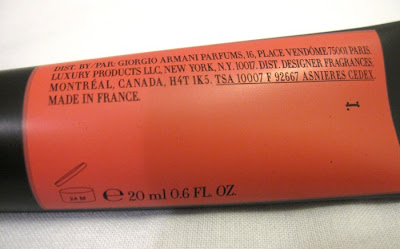 DIST. BY/PAR: GIORGIO ARMANI PARFUMS, 16, PLACE VENDÔME 75001 PARIS.
LUXURY PRODUCTS LLC, NEW YORK, N.Y. 10017. DIST. DESIGNER FRAGRANCES,
MONTRÉAL, CANADA, H4T 1K5. TSA 10007 F 92667 ASNIERES CEDEX.
MADE IN FRANCE.
1.
24 M
℮ 20 ml 0.6 FL. OZ.